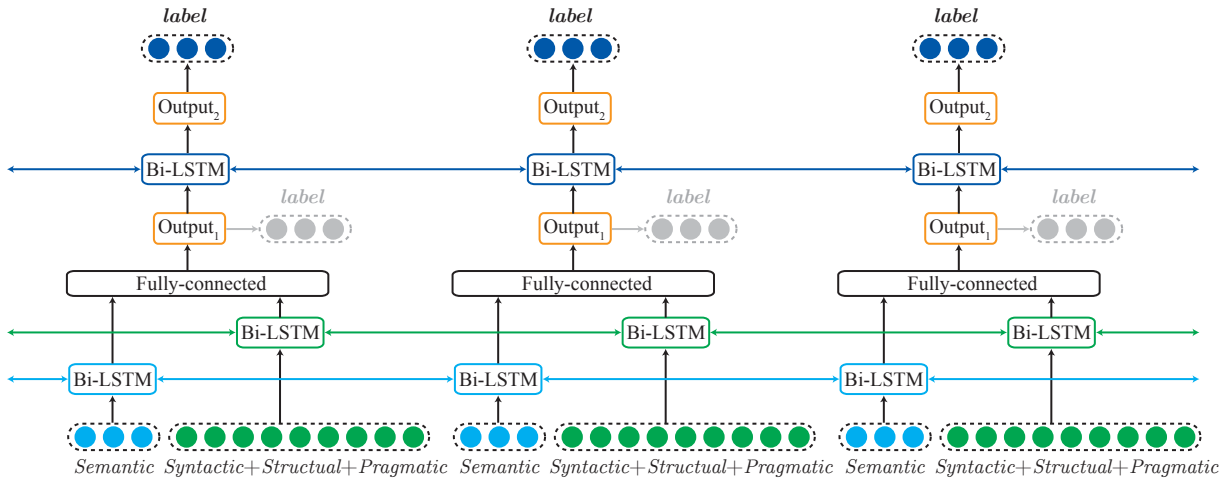 label label label
Output2 Output2 Output2
Bi-LSTM Bi-LSTM Bi-LSTM
label label label
Output1 Output1 Output1
Fully-connected Fully-connected Fully-connected
Bi-LSTM Bi-LSTM Bi-LSTM
Bi-LSTM Bi-LSTM Bi-LSTM
Semantic Syntactic+Structual+Pragmatic Semantic Syntactic+Structual+Pragmatic Semantic Syntactic+Structual+Pragmatic